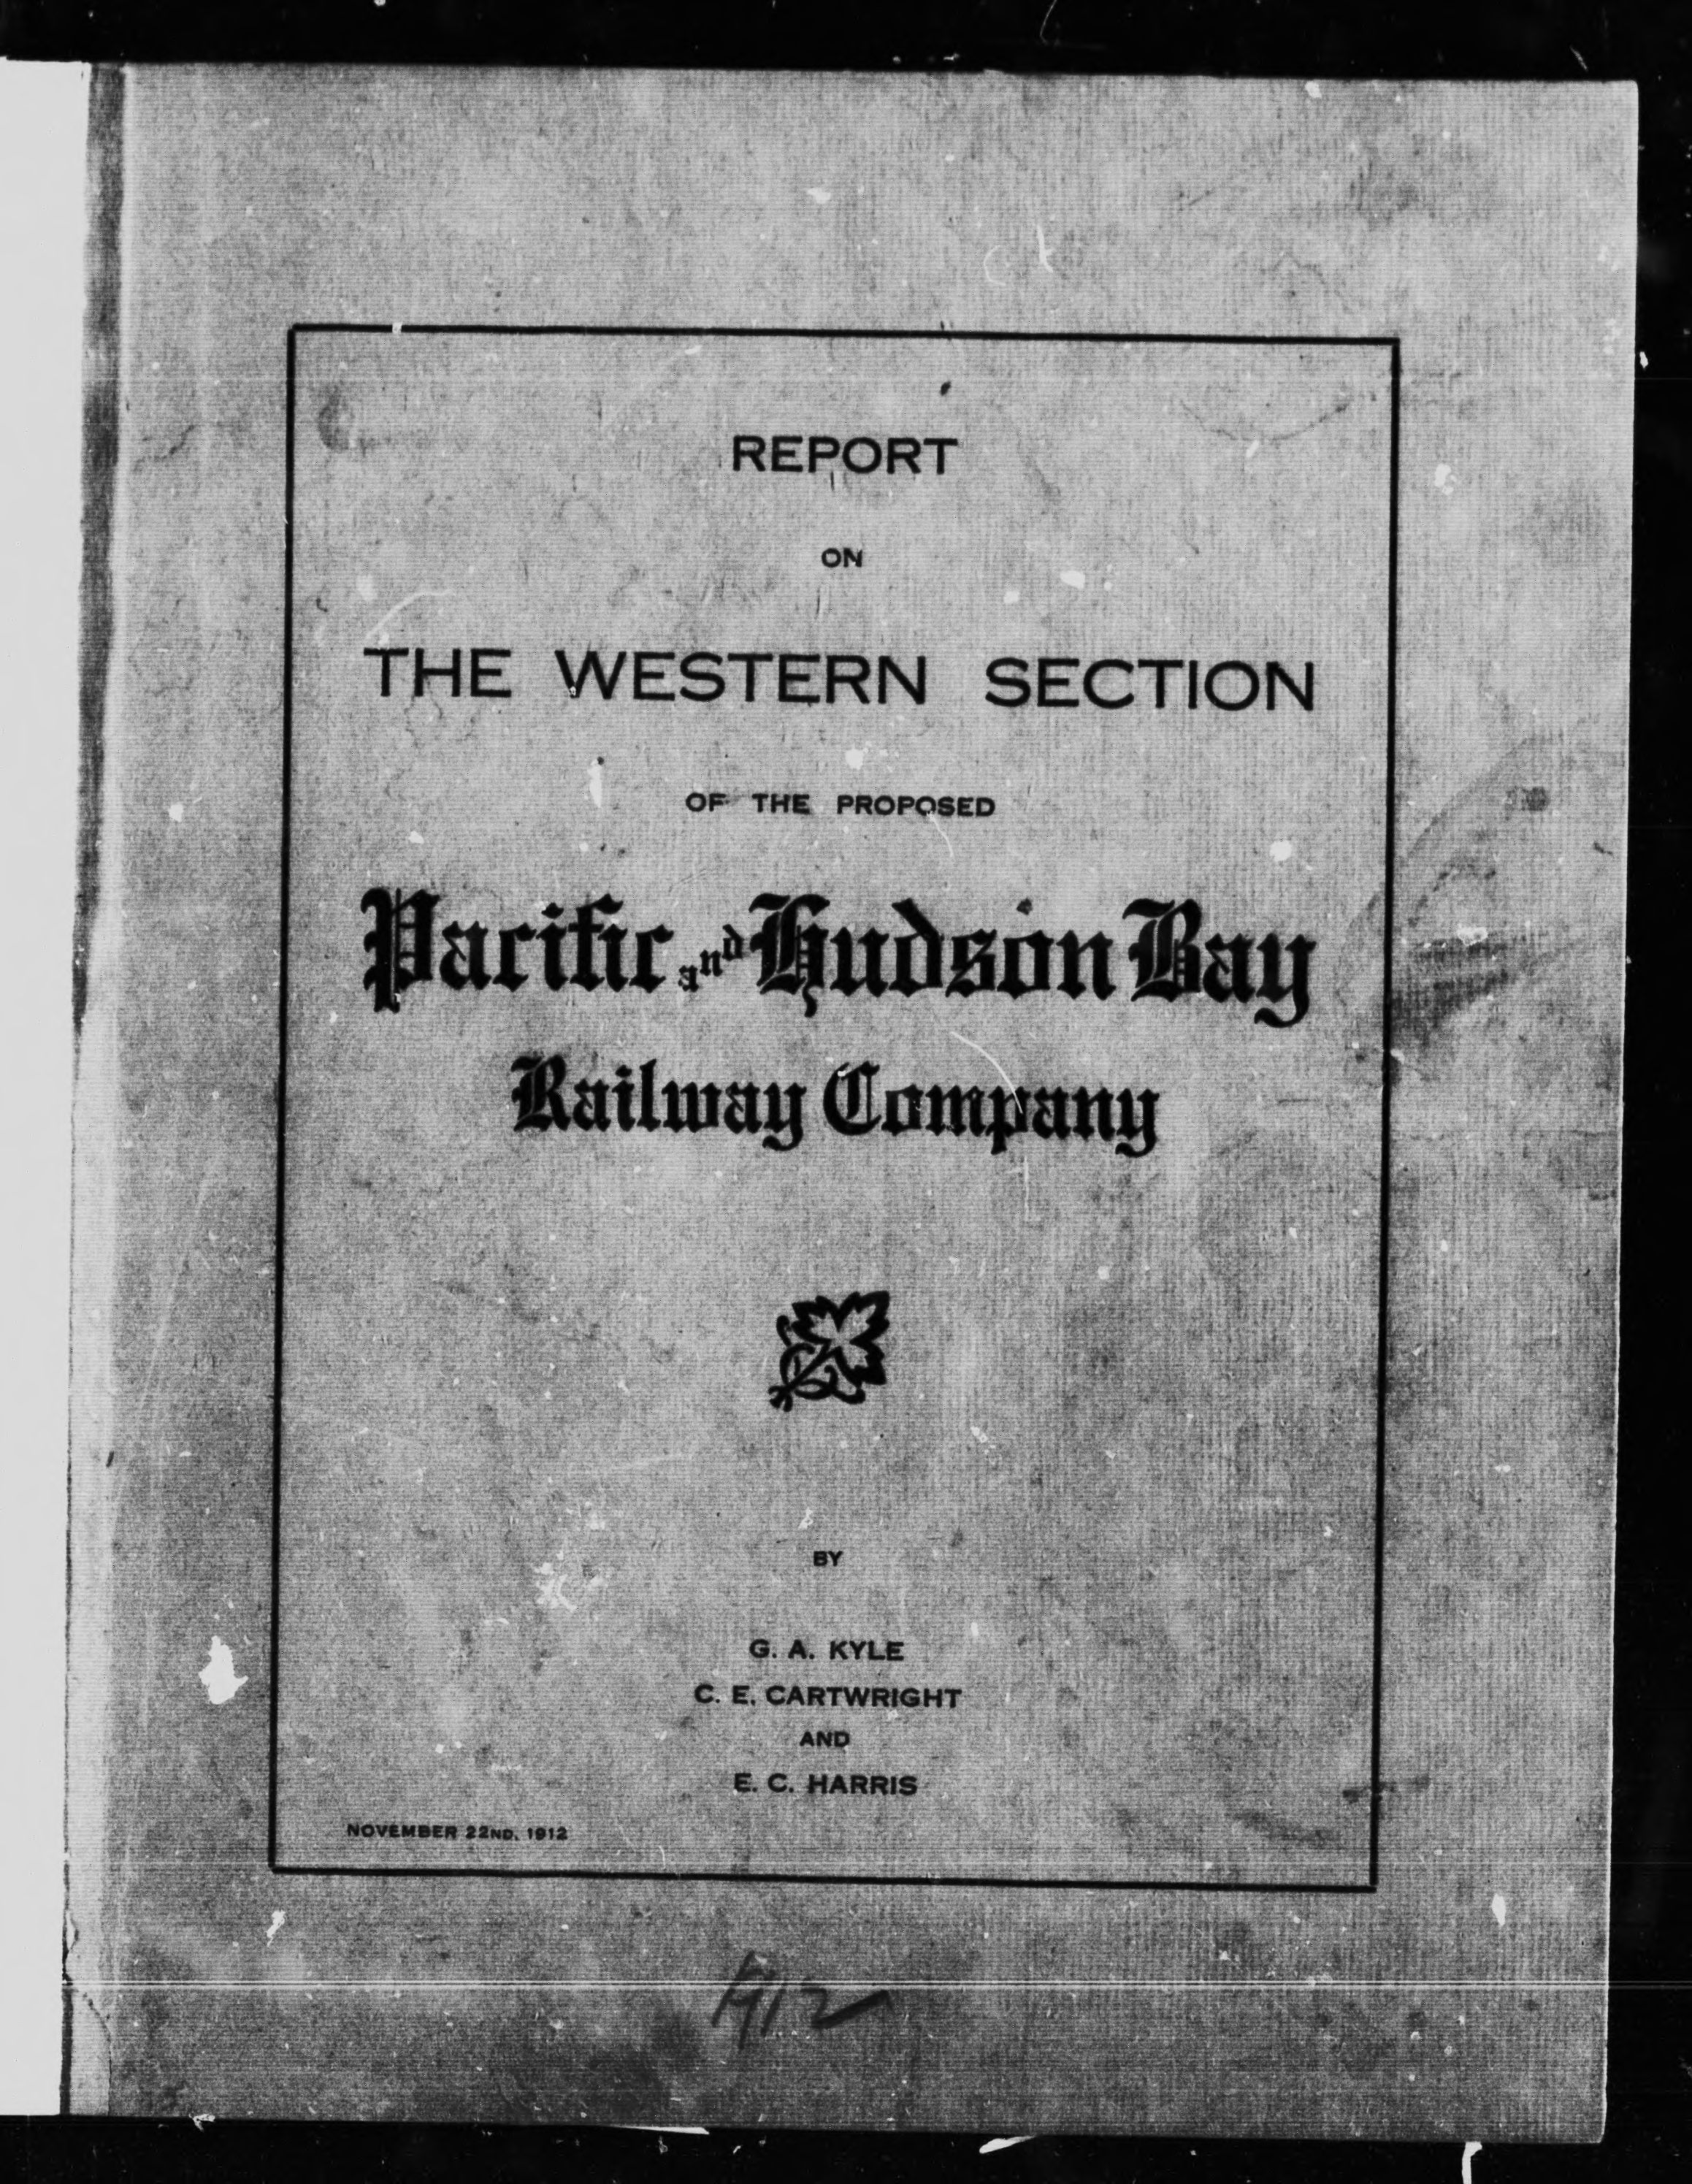 REPORT
ON
THE WESTERN SECTION
OF THE PROPOSED
Pacific and Hudson Bay
Railway Company
BY
G. A. KYLE
C. E. CARTWRIGHT
AND
E. C. HARRIS
NOVEMBER 22ND, 1912
1912